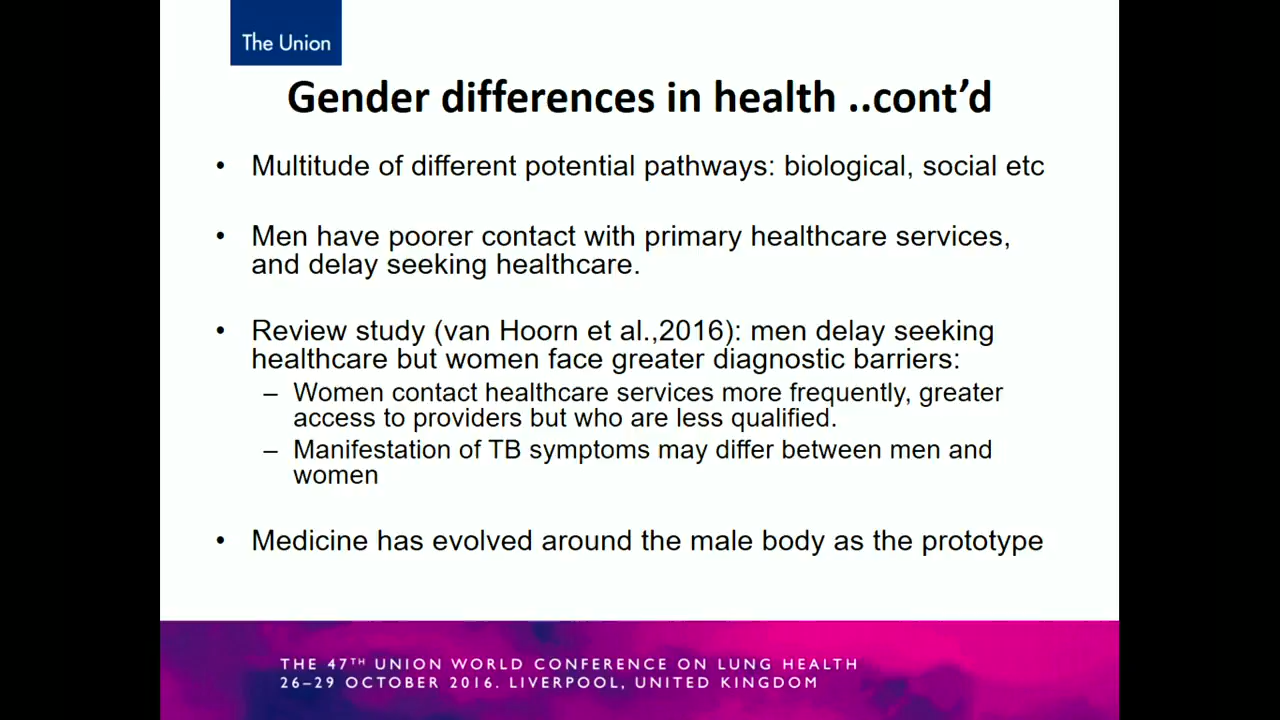 The Union
Gender differences in health ..cont’d
• Multitude of different potential pathways: biological, social etc
• Men have poorer contact with primary healthcare services,
and delay seeking healthcare.
• Review study (van Hoorn et al.,2016): men delay seeking
healthcare but women face greater diagnostic barriers:
– Women contact healthcare services more frequently, greater
access to providers but who are less qualified.
– Manifestation of TB symptoms may differ between men and
women
• Medicine has evolved around the male body as the prototype
THE 47TH UNION WORLD CONFERENCE ON LUNG HEALTH
26–29 OCTOBER 2016. LIVERPOOL, UNITED KINGDOM